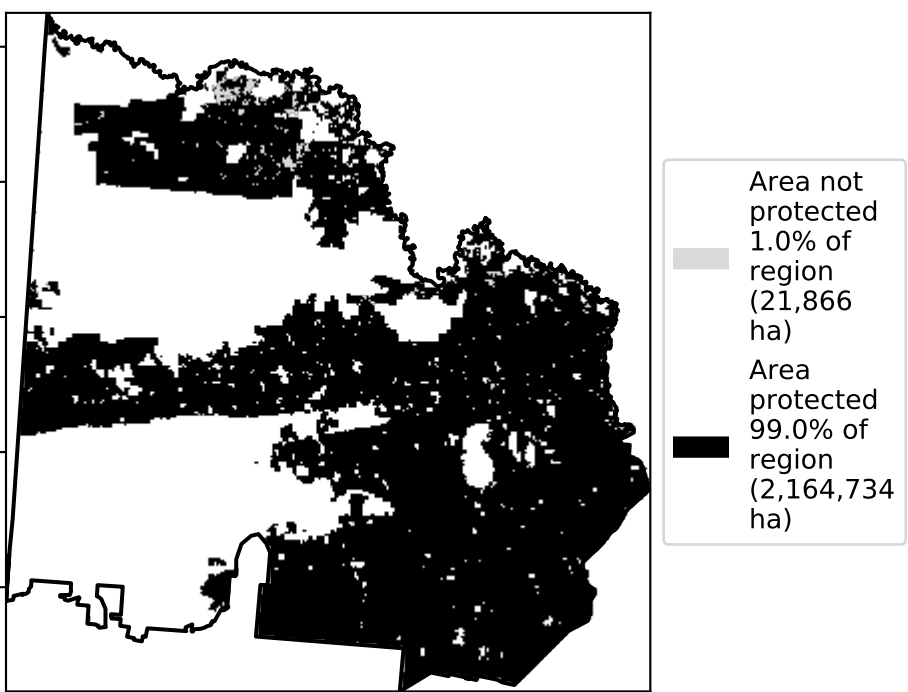 Area not
protected
1.0% of
region
(21,866
ha)
Area
protected
99.0% of
region
(2,164,734
ha)